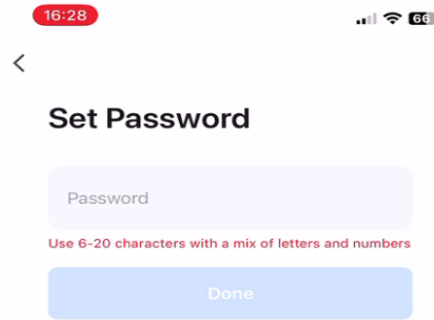 16:28
66
Set Password
Password
Use 6-20 characters with a mix of letters and numbers
Done